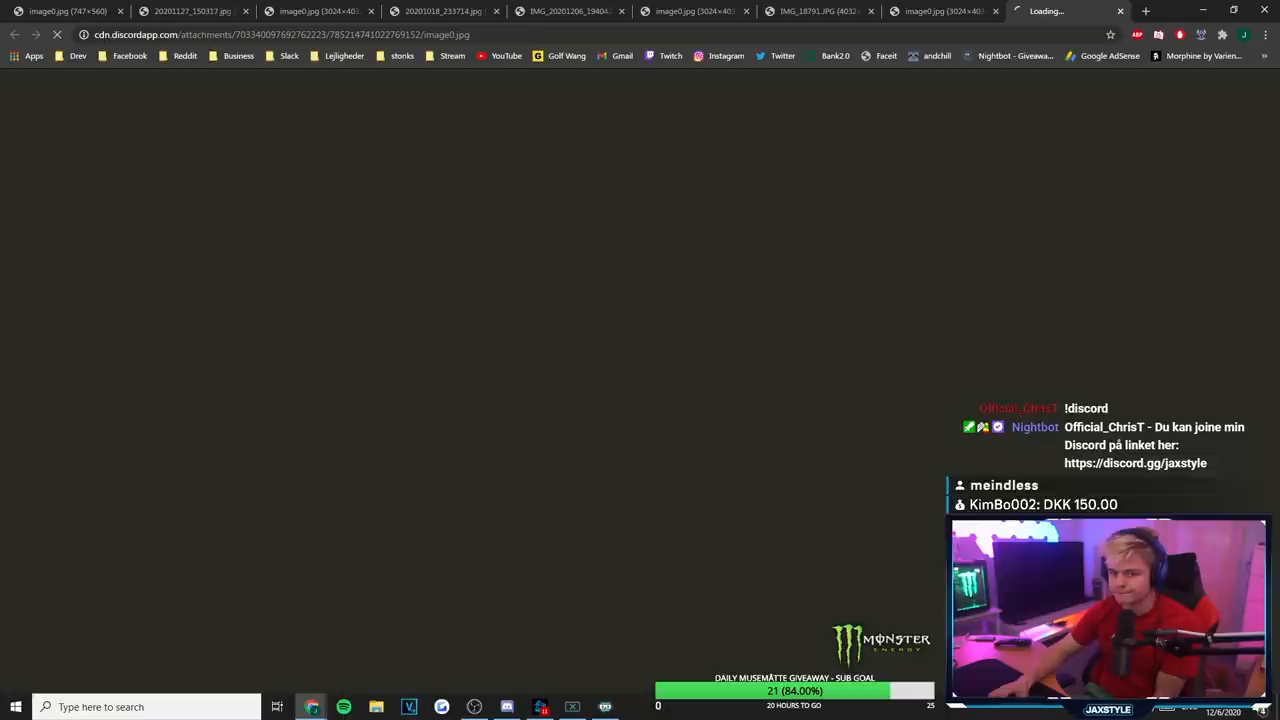 image0.jpg (747×560)
20201127_150317.jpg
image0.jpg (3024×403
20201018_233714.jpg
IMG_20201206_19404
image0.jpg (3024×403
IMG_18791.JPG (4032
image0.jpg (3024×403
Loading...
cdn.discordapp.com/attachments/703340097692762223/785214741022769152/image0.jpg
Apps Drev Facebook Reddit Business Slack Lejligheder stonks Stream YouTube Golf Wang Gmail Twitch Instagram Twitter Bank2.0 Faceit andchill Nightbot - Giveawa... Google AdSense Morphine by Varien... »
Official_ChrisT !discord
Nightbot Official_ChrisT - Du kan joine min
Discord på linket her:
https://discord.gg/jaxstyle
meindless
KimBo002: DKK 150.00
MONSTER
ENERGY
DAILY MUSEMÅTTE GIVEAWAY - SUB GOAL
21 (84.00%)
0 20 HOURS TO GO 25
JAXSTYLE
Type here to search
12/6/2020